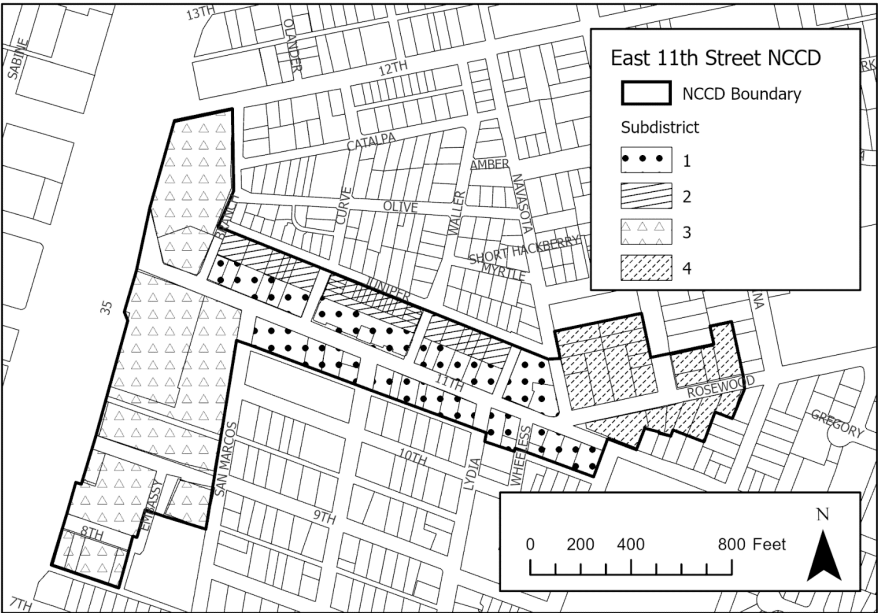 13TH
OLANDER
SABINE
12TH
East 11th Street NCCD
NCCD Boundary
Subdistrict
1
2
3
4
CATALPA
AMBER
NAVASOTA
CURVE
OLIVE
WALLER
SHORT HACKBERRY
MYRTLE
JUNIPER
35
11TH
ROSEWOOD
GREGORY
SAN MARCOS
10TH
LYDIA
WHEELESS
EMBASSY
9TH
8TH
7TH
N
0 200 400 800 Feet